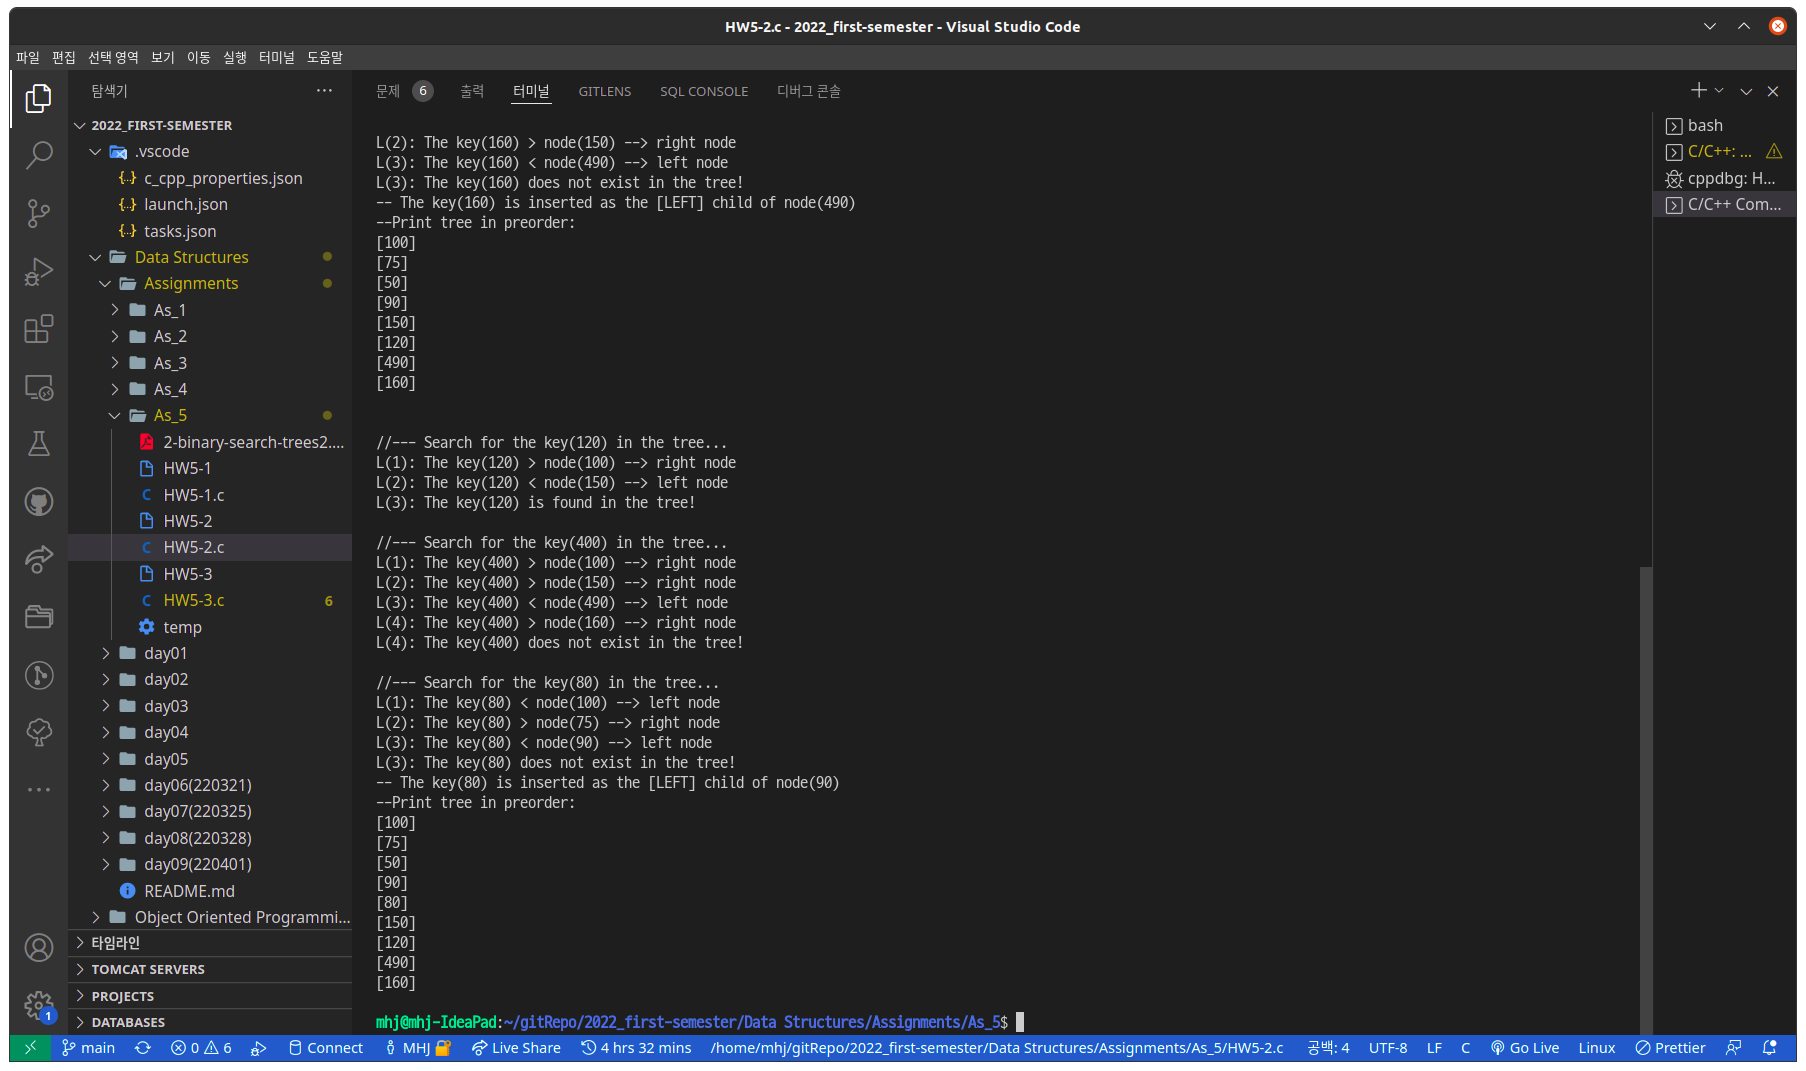 HW5-2.c - 2022_first-semester - Visual Studio Code
파일 편집 선택 영역 보기 이동 실행 터미널 도움말
탐색기
2022_FIRST-SEMESTER
.vscode
c_cpp_properties.json
launch.json
tasks.json
Data Structures
Assignments
As_1
As_2
As_3
As_4
As_5
2-binary-search-trees2....
HW5-1
HW5-1.c
HW5-2
HW5-2.c
HW5-3
HW5-3.c 6
temp
day01
day02
day03
day04
day05
day06(220321)
day07(220325)
day08(220328)
day09(220401)
README.md
Object Oriented Programmi...
타임라인
TOMCAT SERVERS
PROJECTS
DATABASES
1
문제 6 출력 터미널 GITLENS SQL CONSOLE 디버그 콘솔
L(2): The key(160) > node(150) --> right node
L(3): The key(160) < node(490) --> left node
L(3): The key(160) does not exist in the tree!
-- The key(160) is inserted as the [LEFT] child of node(490)
--Print tree in preorder:
[100]
[75]
[50]
[90]
[150]
[120]
[490]
[160]
//--- Search for the key(120) in the tree...
L(1): The key(120) > node(100) --> right node
L(2): The key(120) < node(150) --> left node
L(3): The key(120) is found in the tree!
//--- Search for the key(400) in the tree...
L(1): The key(400) > node(100) --> right node
L(2): The key(400) > node(150) --> right node
L(3): The key(400) < node(490) --> left node
L(4): The key(400) > node(160) --> right node
L(4): The key(400) does not exist in the tree!
//--- Search for the key(80) in the tree...
L(1): The key(80) < node(100) --> left node
L(2): The key(80) > node(75) --> right node
L(3): The key(80) < node(90) --> left node
L(3): The key(80) does not exist in the tree!
-- The key(80) is inserted as the [LEFT] child of node(90)
--Print tree in preorder:
[100]
[75]
[50]
[90]
[80]
[150]
[120]
[490]
[160]
mhj@mhj-IdeaPad:~/gitRepo/2022_first-semester/Data Structures/Assignments/As_5$
bash
C/C++: ...
cppdbg: H...
C/C++ Com...
main 0 6 Connect MHJ Live Share 4 hrs 32 mins /home/mhj/gitRepo/2022_first-semester/Data Structures/Assignments/As_5/HW5-2.c 공백: 4 UTF-8 LF C Go Live Linux Prettier